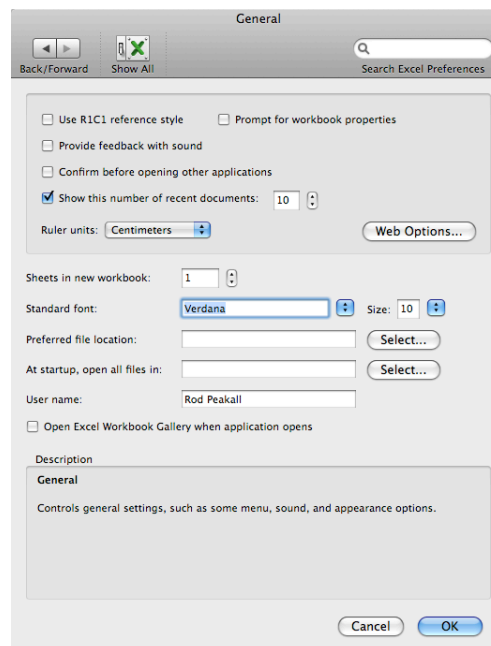 General
Back/Forward Show All Search Excel Preferences
Use R1C1 reference style Prompt for workbook properties
Provide feedback with sound
Confirm before opening other applications
Show this number of recent documents: 10
Ruler units: Centimeters Web Options...
Sheets in new workbook: 1
Standard font: Verdana Size: 10
Preferred file location: Select...
At startup, open all files in: Select...
User name: Rod Peakall
Open Excel Workbook Gallery when application opens
Description
General
Controls general settings, such as some menu, sound, and appearance options.
Cancel OK